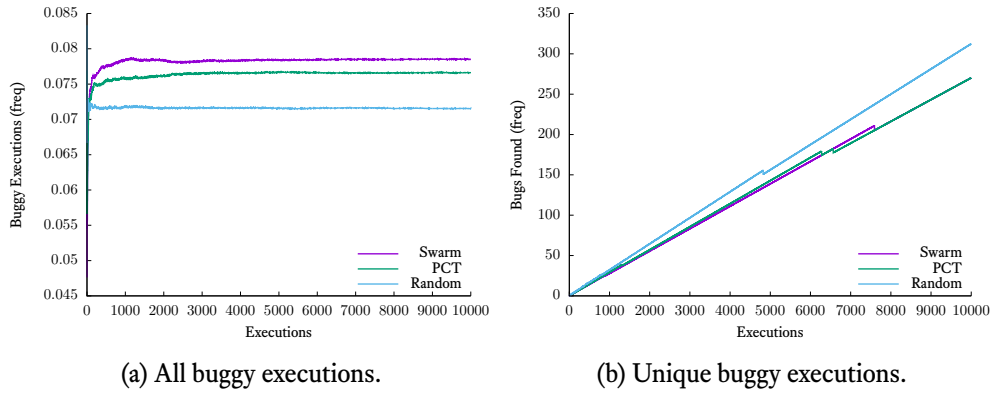 0.085
0.08
0.075
0.07
0.065
0.06
0.055
0.05
0.045
Buggy Executions (freq)
Swarm
PCT
Random
0 1000 2000 3000 4000 5000 6000 7000 8000 9000 10000
Executions
(a) All buggy executions.
350
300
250
200
150
100
50
0
Bugs Found (freq)
Swarm
PCT
Random
0 1000 2000 3000 4000 5000 6000 7000 8000 9000 10000
Executions
(b) Unique buggy executions.